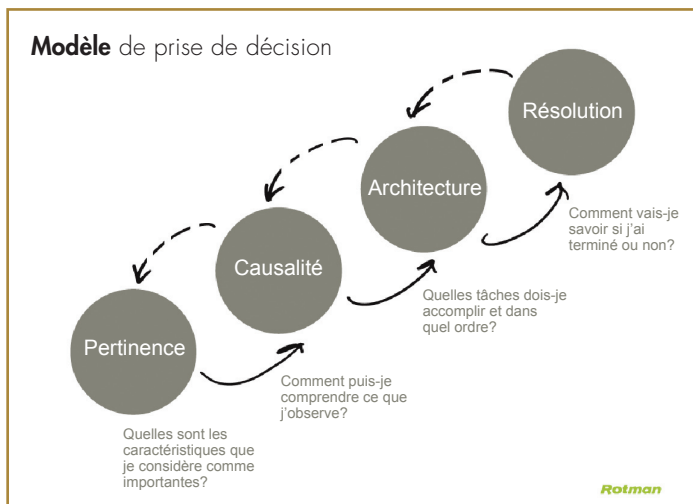 Modèle de prise de décision
Résolution
Architecture
Comment vais-je
savoir si j'ai
terminé ou non?
Causalité
Quelles tâches dois-je
accomplir et dans
quel ordre?
Pertinence
Comment puis-je
comprendre ce que
j'observe?
Quelles sont les
caractéristiques que
je considère comme
importantes?
Rotman